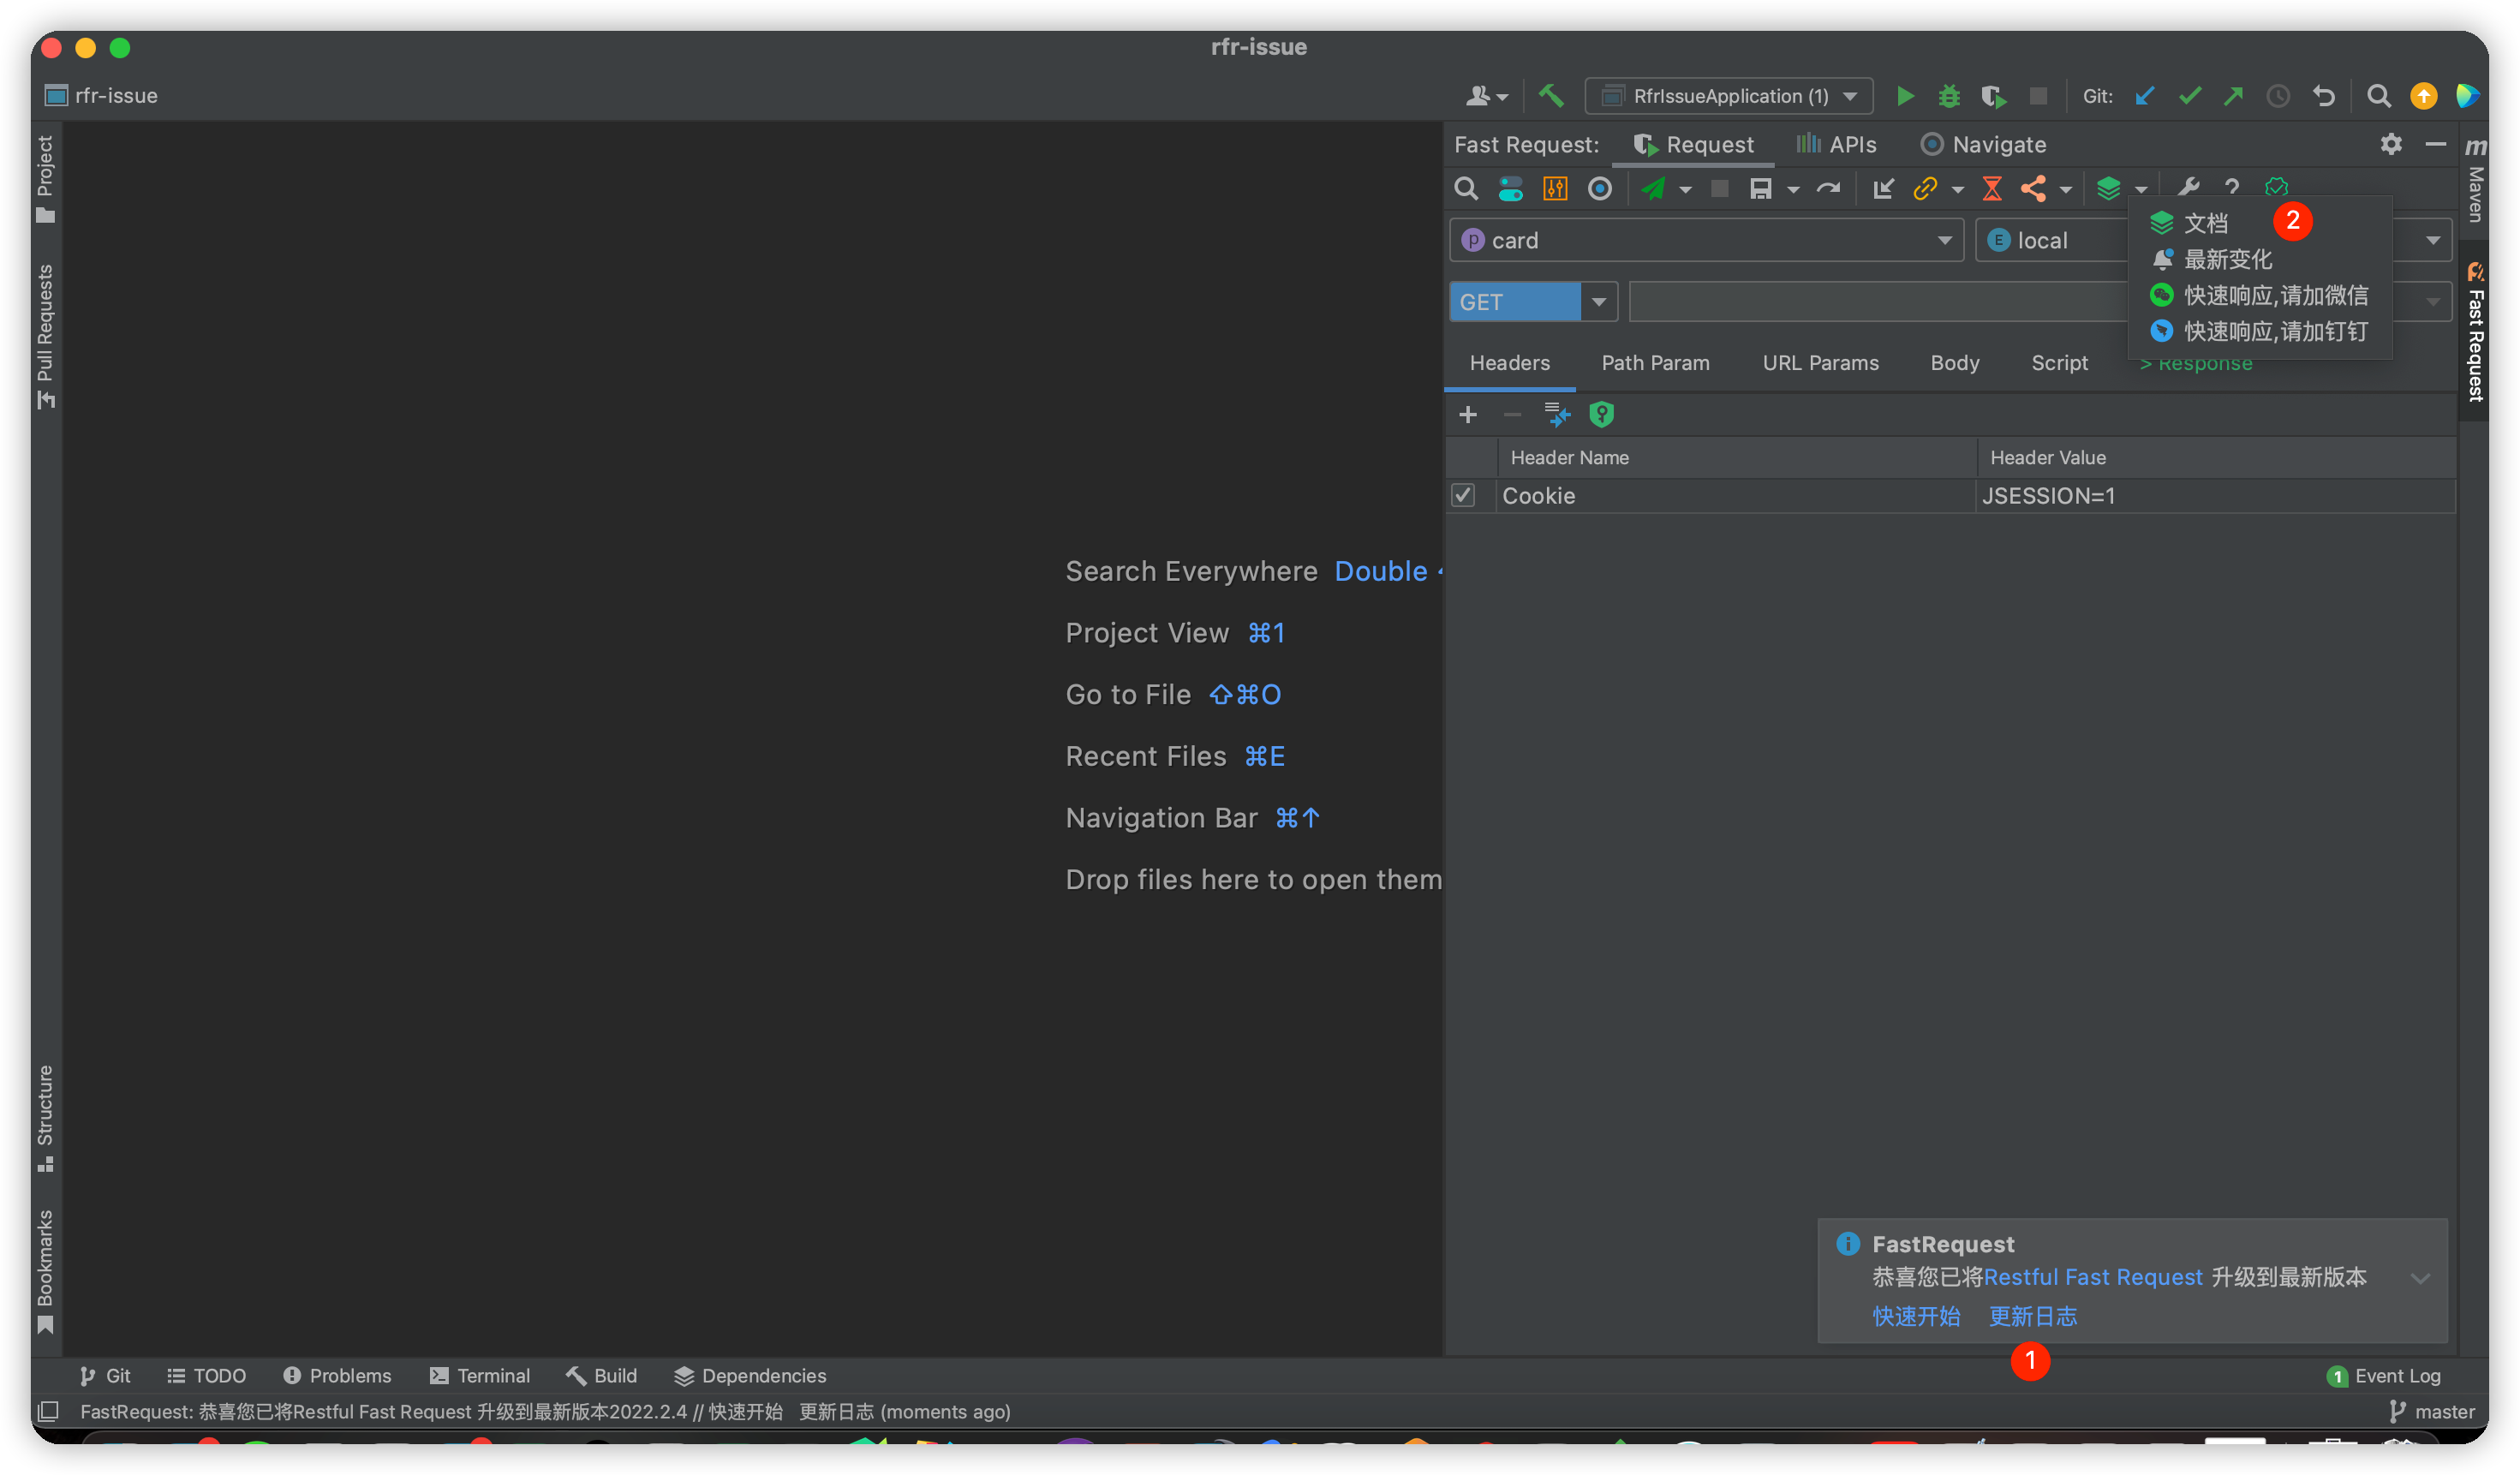 rfr-issue
rfr-issue
RfrIssueApplication (1)
Git:
Project
Pull Requests
Structure
Bookmarks
Search Everywhere Double
Project View ⌘1
Go to File ⇧⌘O
Recent Files ⌘E
Navigation Bar ⌘↑
Drop files here to open them
Fast Request: Request APIs Navigate
card
E local
GET
文档
2
最新变化
快速响应,请加微信
快速响应,请加钉钉
Headers Path Param URL Params Body Script > Response
Header Name Header Value
Cookie JSESSION=1
m
Maven
Fast Request
FastRequest
恭喜您已将Restful Fast Request 升级到最新版本
快速开始 更新日志
1
Git TODO Problems Terminal Build Dependencies
1 Event Log
FastRequest: 恭喜您已将Restful Fast Request 升级到最新版本2022.2.4 // 快速开始 更新日志 (moments ago)
master